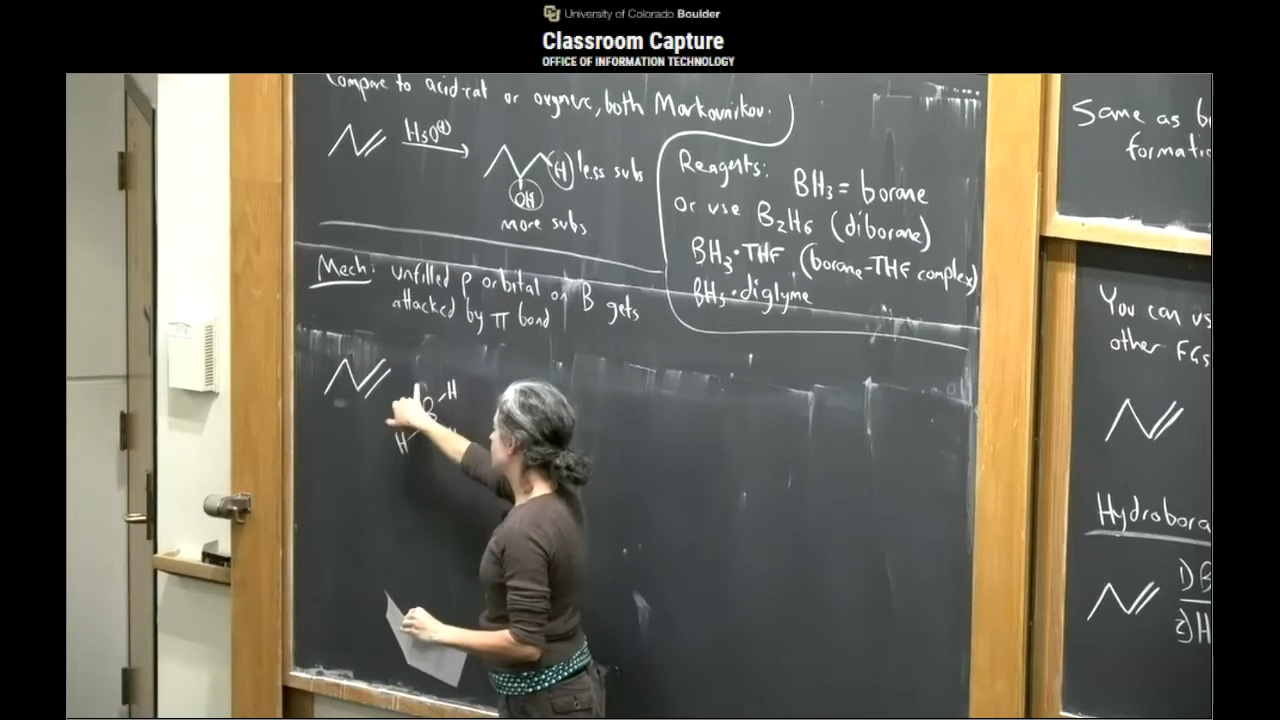 University of Colorado Boulder
Classroom Capture
OFFICE OF INFORMATION TECHNOLOGY
Compare to acid-cat or oxymerc, both Markovnikov.
H3O⊕
H less subs
OH
more subs
Reagents:
BH3 = borane
or use B2H6 (diborane)
BH3·THF (borane-THF complex)
BH3·diglyme
Mech: unfilled p orbital on B gets
attacked by π bond
H
B
H
Same as b
formatio
You can us
other FGs
Hydrobora
1) B
2) H